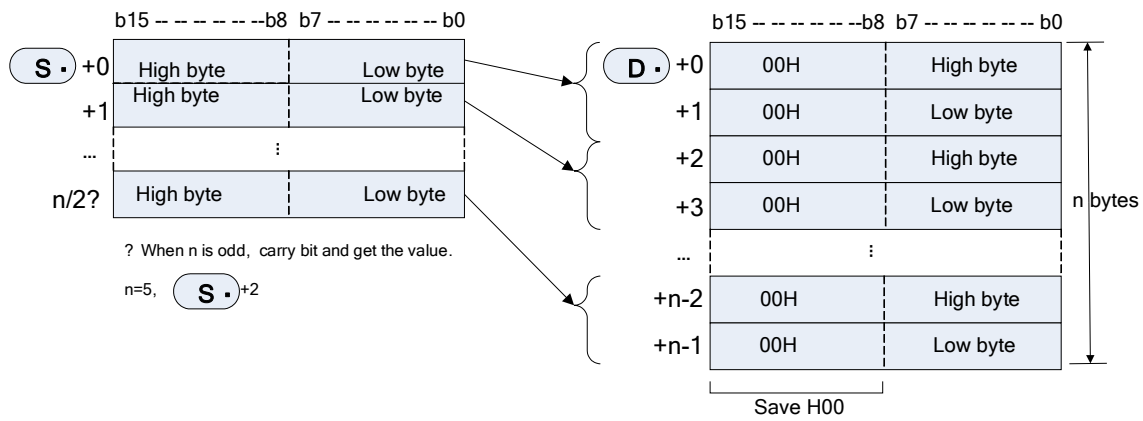 b15 -- -- -- -- -- --b8 b7 -- -- -- -- -- -- b0
S · +0 High byte Low byte
+1 High byte Low byte
... ⋮
n/2? High byte Low byte
? When n is odd, carry bit and get the value.
n=5, S · +2
b15 -- -- -- -- -- --b8 b7 -- -- -- -- -- -- b0
D · +0 00H High byte
+1 00H Low byte
+2 00H High byte
+3 00H Low byte
... ⋮
+n-2 00H High byte
+n-1 00H Low byte
n bytes
Save H00